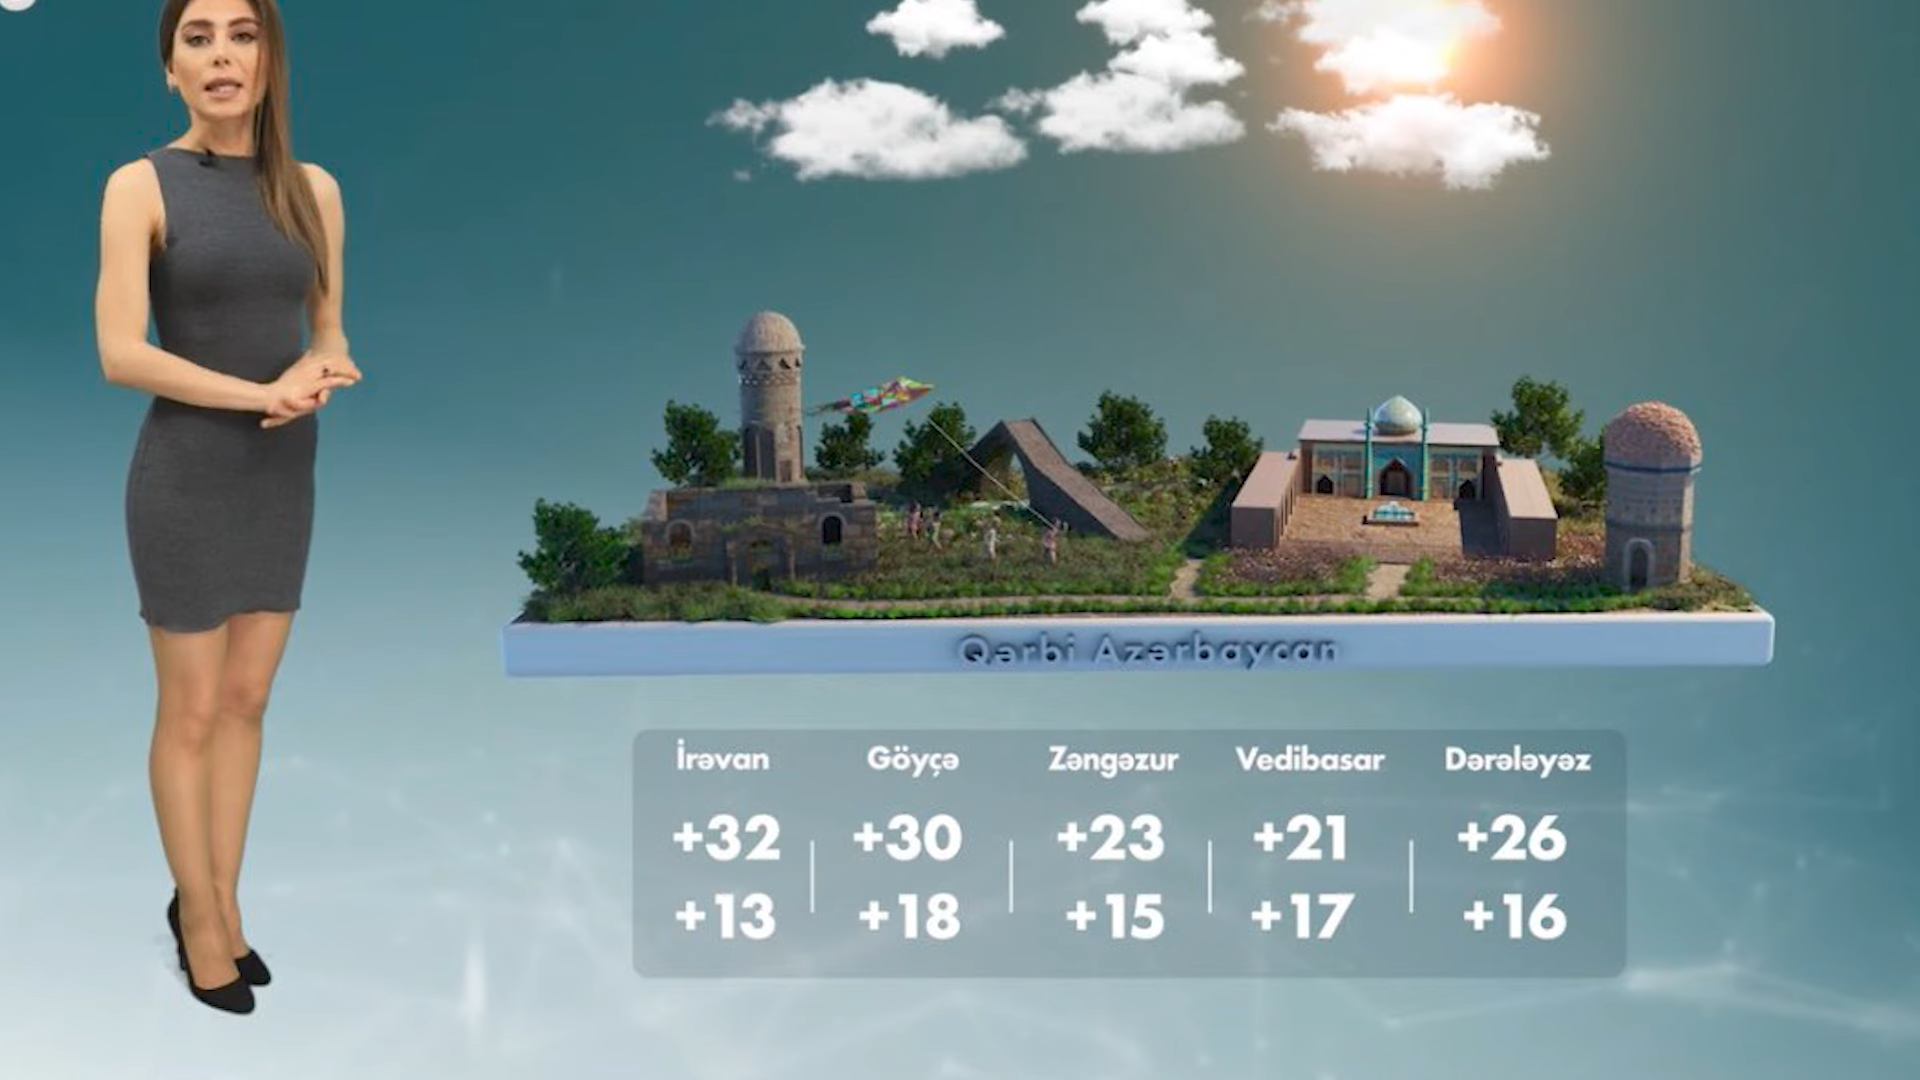 Qərbi Azərbaycan
İrəvan Göyçə Zəngəzur Vedibasar Dərələyəz
+32 +30 +23 +21 +26
+13 +18 +15 +17 +16